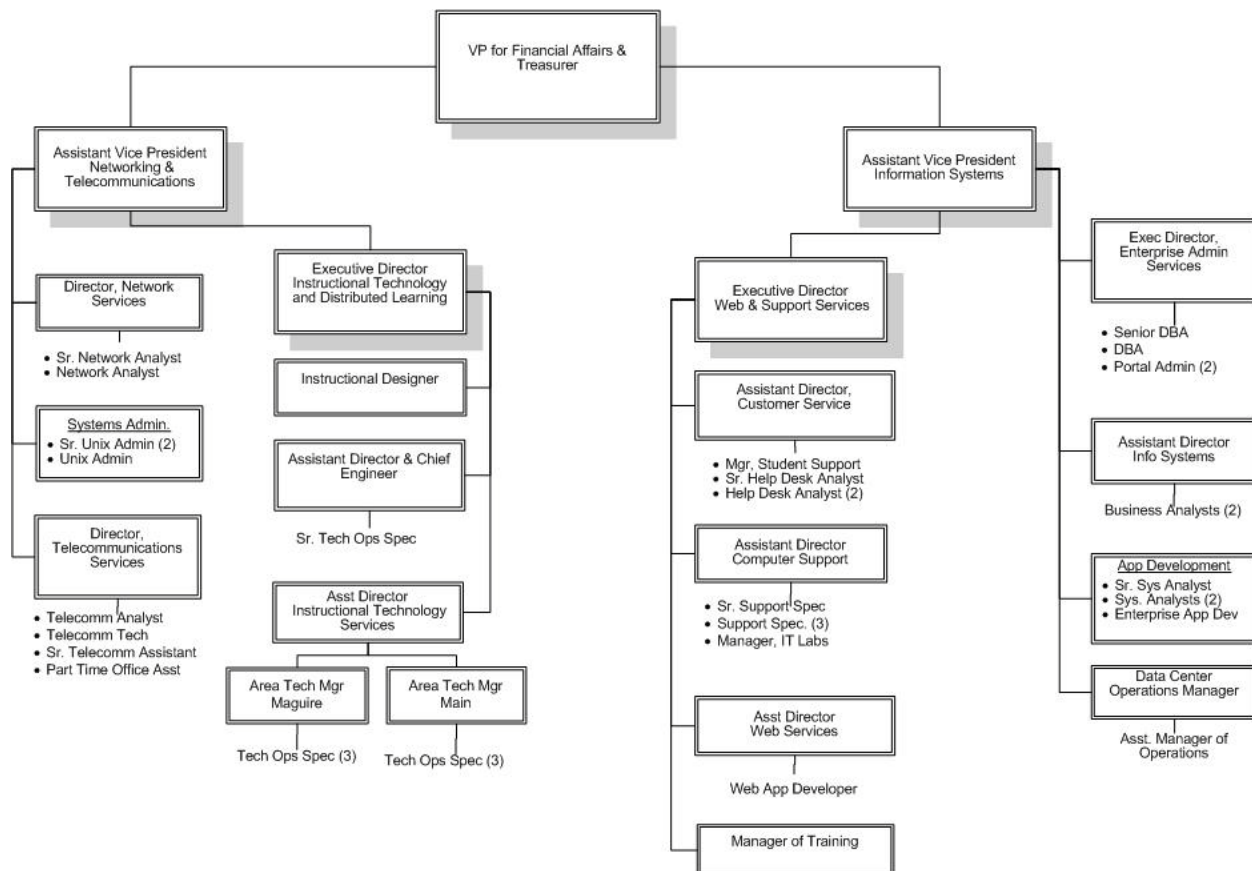 VP for Financial Affairs &
Treasurer
Assistant Vice President
Networking &
Telecommunications
Assistant Vice President
Information Systems
Director, Network
Services
• Sr. Network Analyst
• Network Analyst
Systems Admin.
• Sr. Unix Admin (2)
• Unix Admin
Director,
Telecommunications
Services
• Telecomm Analyst
• Telecomm Tech
• Sr. Telecomm Assistant
• Part Time Office Asst
Executive Director
Instructional Technology
and Distributed Learning
Instructional Designer
Assistant Director & Chief
Engineer
Sr. Tech Ops Spec
Asst Director
Instructional Technology
Services
Area Tech Mgr
Maguire
Tech Ops Spec (3)
Area Tech Mgr
Main
Tech Ops Spec (3)
Executive Director
Web & Support Services
Assistant Director,
Customer Service
• Mgr, Student Support
• Sr. Help Desk Analyst
• Help Desk Analyst (2)
Assistant Director
Computer Support
• Sr. Support Spec
• Support Spec. (3)
• Manager, IT Labs
Asst Director
Web Services
Web App Developer
Manager of Training
Exec Director,
Enterprise Admin
Services
• Senior DBA
• DBA
• Portal Admin (2)
Assistant Director
Info Systems
Business Analysts (2)
App Development
• Sr. Sys Analyst
• Sys. Analysts (2)
• Enterprise App Dev
Data Center
Operations Manager
Asst. Manager of
Operations